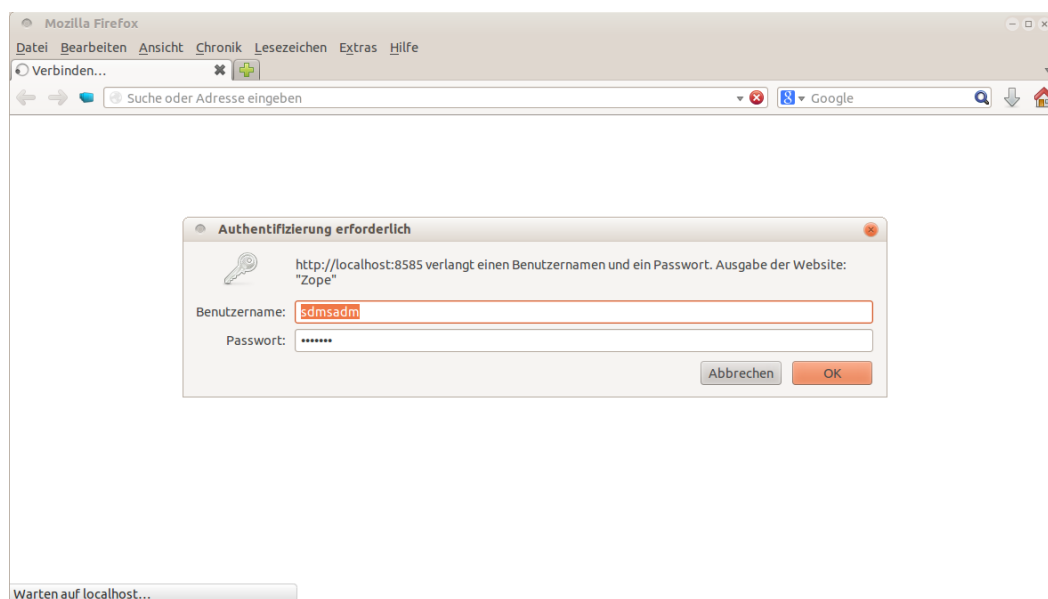 Mozilla Firefox
Datei Bearbeiten Ansicht Chronik Lesezeichen Extras Hilfe
Verbinden...
Suche oder Adresse eingeben
8 Google
Authentifizierung erforderlich
http://localhost:8585 verlangt einen Benutzernamen und ein Passwort. Ausgabe der Website:
"Zope"
Benutzername: sdmsadm
Passwort: •••••••
Abbrechen OK
Warten auf localhost...